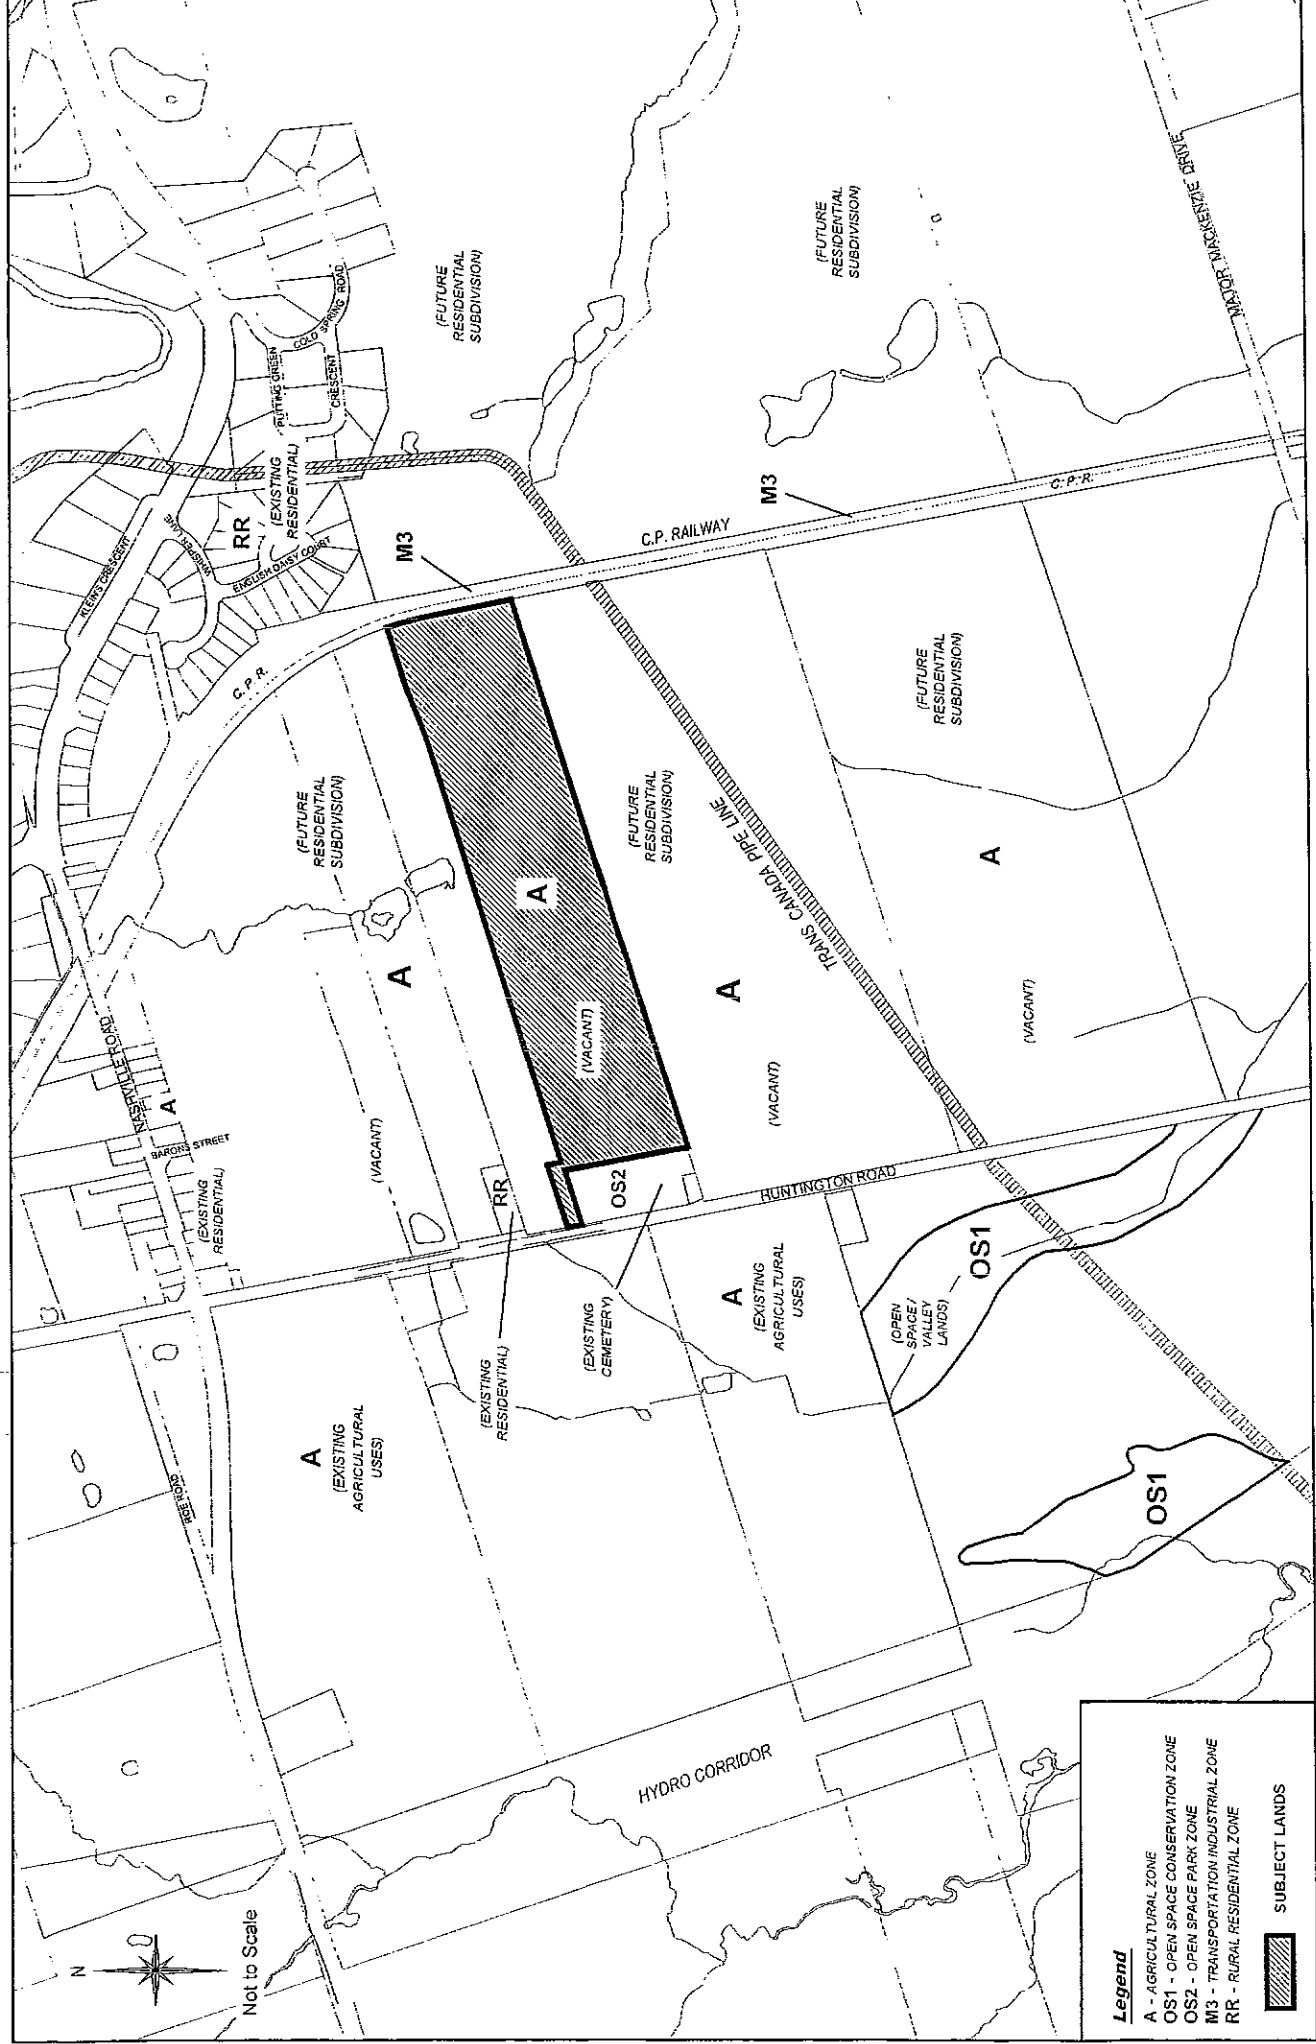 N
Not to Scale
ROE ROAD
A
(EXISTING
AGRICULTURAL
USES)
HYDRO CORRIDOR
(EXISTING
RESIDENTIAL)
BARONS STREET
NASHVILLE ROAD
A
(VACANT)
A
(FUTURE
RESIDENTIAL
SUBDIVISION)
C.P.R.
KLEIN'S CRESCENT
WHISPER LANE
ENGLISH DAISY COURT
RR
(EXISTING
RESIDENTIAL)
PUTTING GREEN
CRESCENT
COLD SPRING ROAD
(FUTURE
RESIDENTIAL
SUBDIVISION)
M3
RR
(EXISTING
RESIDENTIAL)
(EXISTING
CEMETERY)
OS2
(VACANT)
A
C.P. RAILWAY
M3
C.P.R.
(FUTURE
RESIDENTIAL
SUBDIVISION)
A
(EXISTING
AGRICULTURAL
USES)
HUNTINGTON ROAD
(VACANT)
A
(FUTURE
RESIDENTIAL
SUBDIVISION)
TRANS CANADA PIPE LINE
(OPEN
SPACE /
VALLEY
LANDS)
OS1
OS1
(VACANT)
A
(FUTURE
RESIDENTIAL
SUBDIVISION)
MAJOR MACKENZIE DRIVE
Legend
A - AGRICULTURAL ZONE
OS1 - OPEN SPACE CONSERVATION ZONE
OS2 - OPEN SPACE PARK ZONE
M3 - TRANSPORTATION INDUSTRIAL ZONE
RR - RURAL RESIDENTIAL ZONE
SUBJECT LANDS